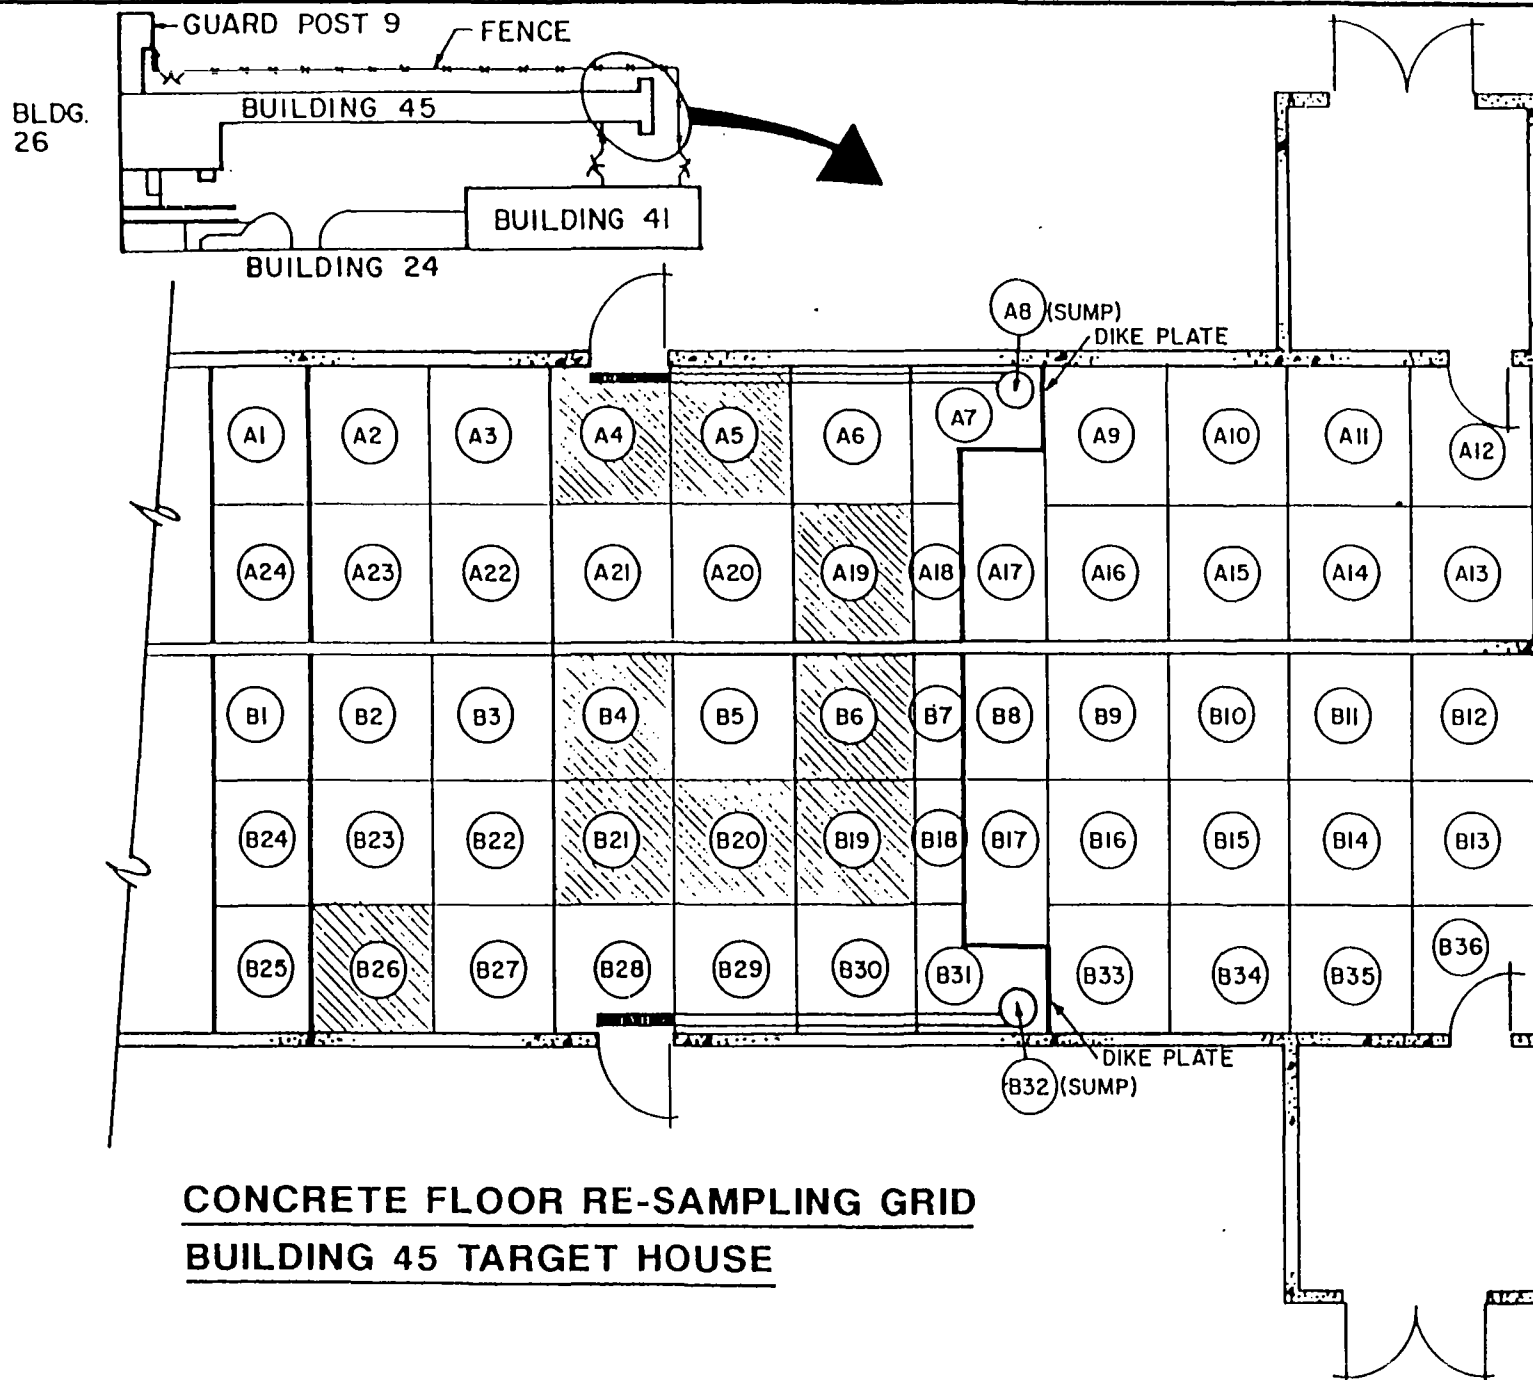 GUARD POST 9
FENCE
BLDG.
26
BUILDING 45
BUILDING 41
BUILDING 24
A8 (SUMP)
DIKE PLATE
A1 A2 A3 A4 A5 A6 A7 A9 A10 A11 A12
A24 A23 A22 A21 A20 A19 A18 A17 A16 A15 A14 A13
B1 B2 B3 B4 B5 B6 B7 B8 B9 B10 B11 B12
B24 B23 B22 B21 B20 B19 B18 B17 B16 B15 B14 B13
B25 B26 B27 B28 B29 B30 B31 B33 B34 B35 B36
DIKE PLATE
B32 (SUMP)
CONCRETE FLOOR RE-SAMPLING GRID
BUILDING 45 TARGET HOUSE